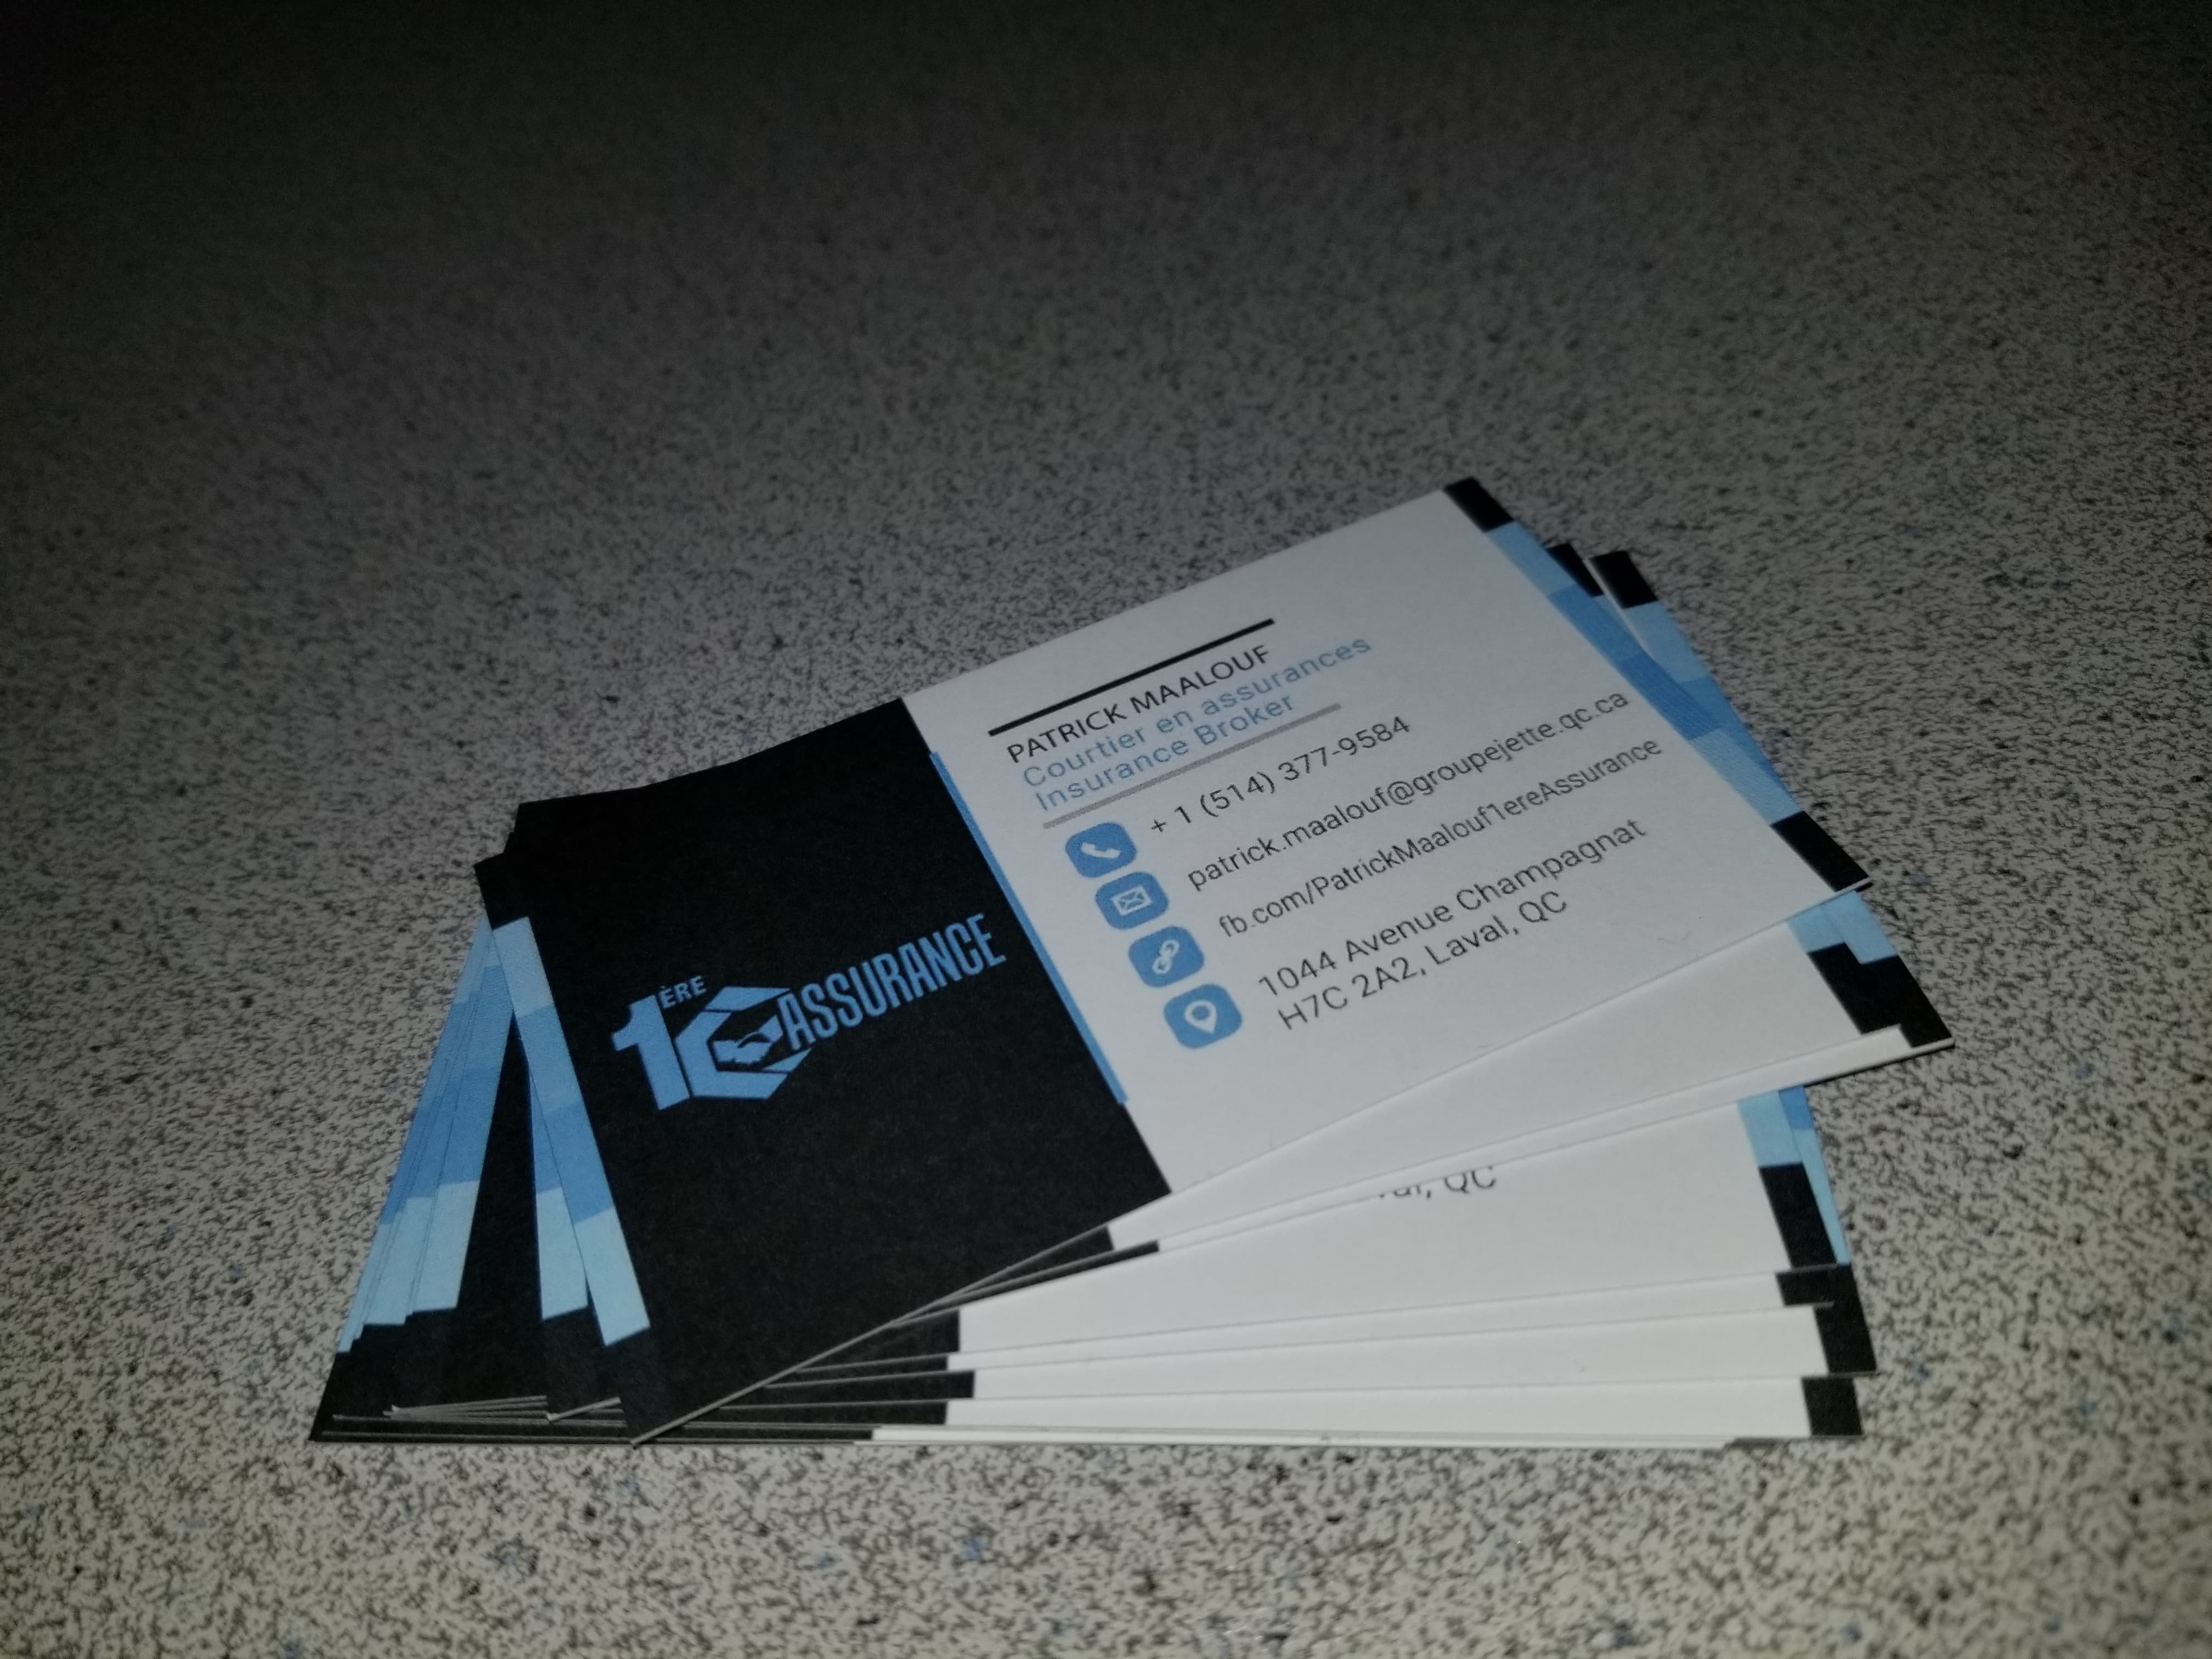 1ÈRE ASSURANCE
PATRICK MAALOUF
Courtier en assurances
Insurance Broker
+ 1 (514) 377-9584
patrick.maalouf@groupejette.qc.ca
fb.com/PatrickMaalouf1ereAssurance
1044 Avenue Champagnat
H7C 2A2, Laval, QC
QC